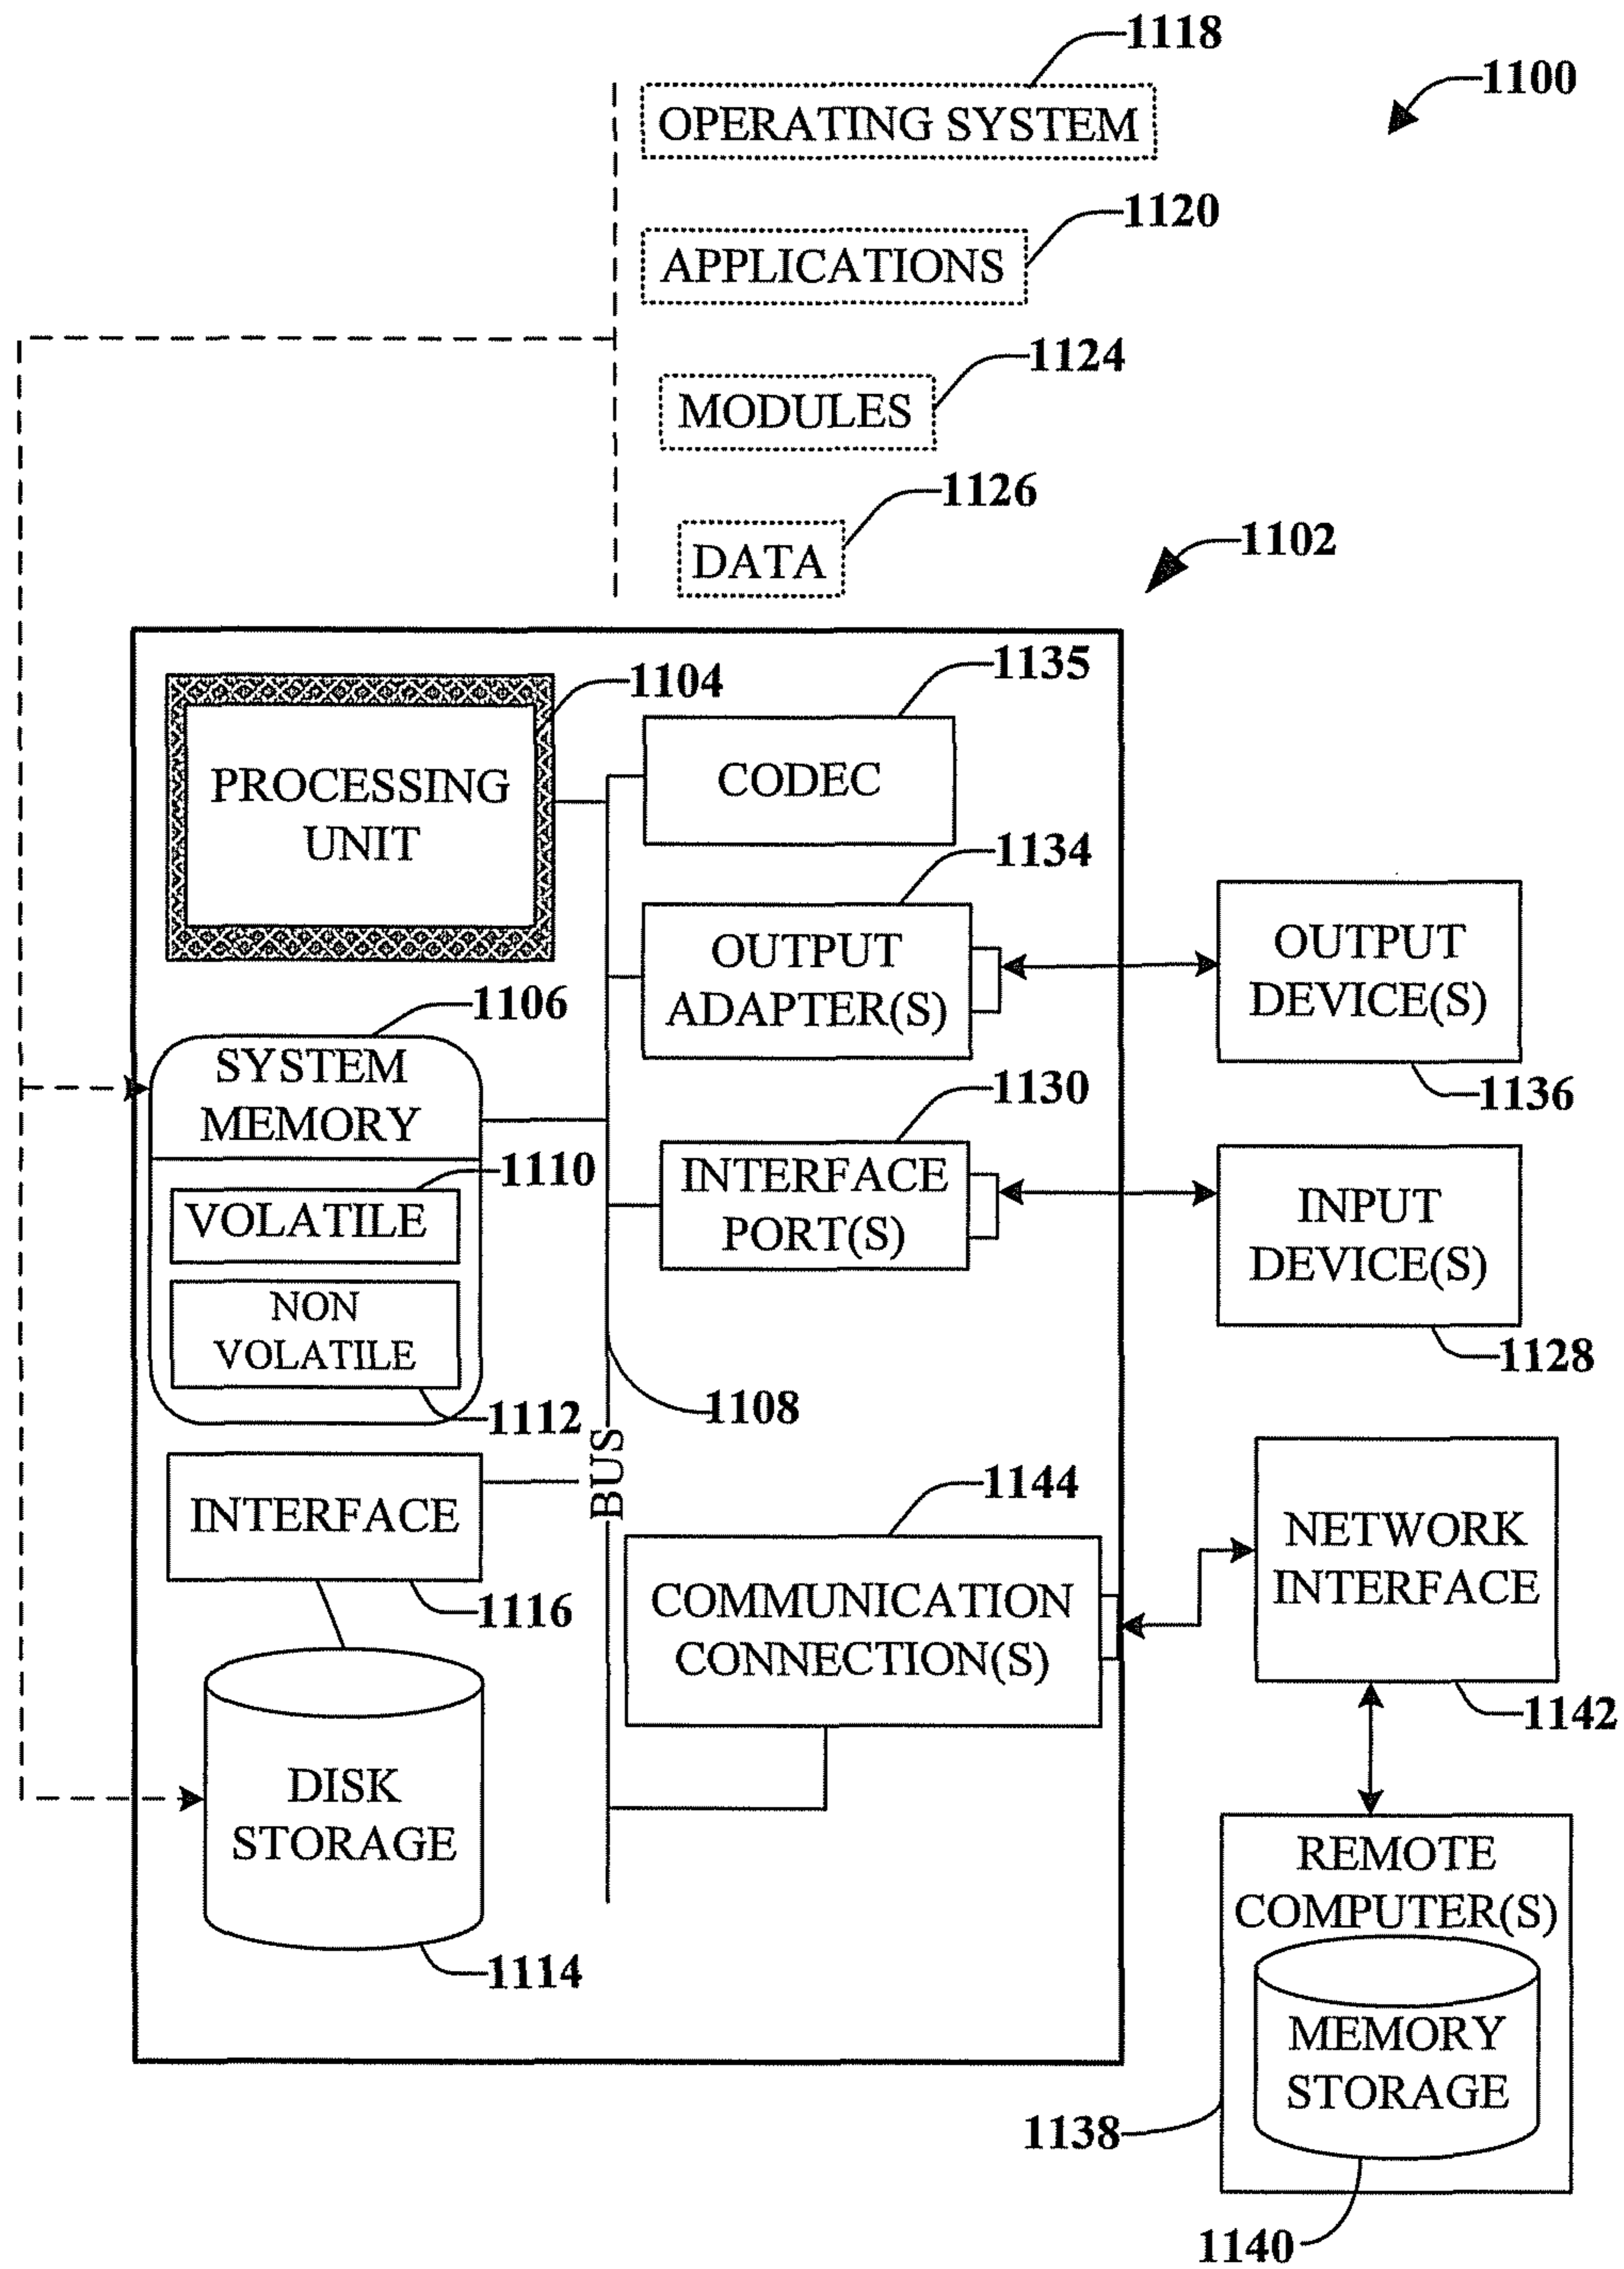 1118
1100
OPERATING SYSTEM
1120
APPLICATIONS
1124
MODULES
1126
DATA
1102
1135
1104
CODEC
PROCESSING
UNIT
1134
OUTPUT
ADAPTER(S)
OUTPUT
DEVICE(S)
1136
1106
SYSTEM
MEMORY
1130
INTERFACE
PORT(S)
1110
VOLATILE
INPUT
DEVICE(S)
1128
NON
VOLATILE
1112
1108
BUS
INTERFACE
1116
1144
COMMUNICATION
CONNECTION(S)
NETWORK
INTERFACE
1142
DISK
STORAGE
1114
REMOTE
COMPUTER(S)
MEMORY
STORAGE
1138
1140